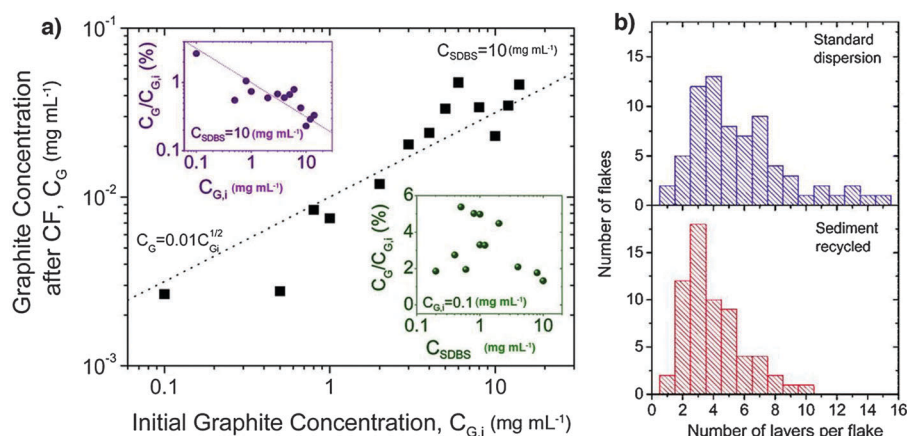 a)
Graphite Concentration
after CF, C_G (mg mL⁻¹)
10⁻¹
10⁻²
10⁻³
C_SDBS=10 (mg mL⁻¹)
C_G/C_G,i (%)
1
0.1
C_SDBS=10 (mg mL⁻¹)
0.1 1 10
C_G,i (mg mL⁻¹)
C_G=0.01C_Gi^1/2
C_G/C_G,i (%)
6
4
2
0
C_G,i=0.1 (mg mL⁻¹)
0.1 1 10
C_SDBS (mg mL⁻¹)
0.1 1 10
Initial Graphite Concentration, C_G,i (mg mL⁻¹)
b)
Standard
dispersion
Number of flakes
15
10
5
0
Sediment
recycled
15
10
5
0
0 2 4 6 8 10 12 14 16
Number of layers per flake